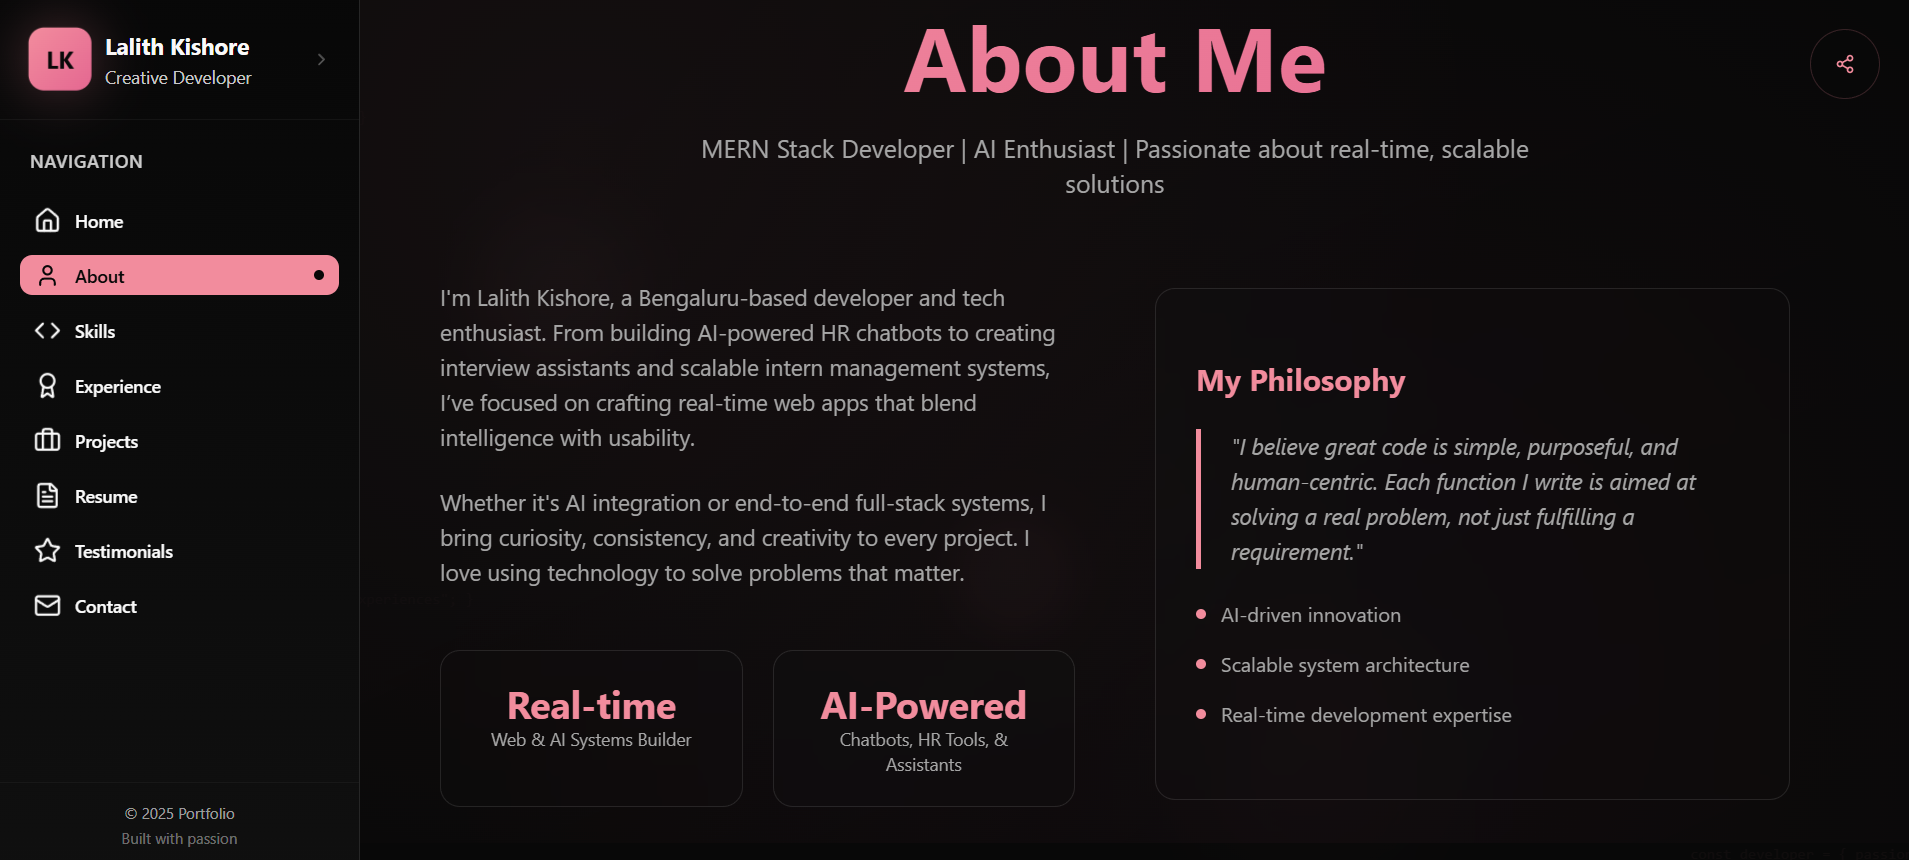 LK
Lalith Kishore
Creative Developer
NAVIGATION
Home
About
Skills
Experience
Projects
Resume
Testimonials
Contact
© 2025 Portfolio
Built with passion
About Me
MERN Stack Developer | AI Enthusiast | Passionate about real-time, scalable
solutions
I'm Lalith Kishore, a Bengaluru-based developer and tech
enthusiast. From building AI-powered HR chatbots to creating
interview assistants and scalable intern management systems,
I’ve focused on crafting real-time web apps that blend
intelligence with usability.
Whether it's AI integration or end-to-end full-stack systems, I
bring curiosity, consistency, and creativity to every project. I
love using technology to solve problems that matter.
Real-time
Web & AI Systems Builder
AI-Powered
Chatbots, HR Tools, &
Assistants
My Philosophy
"I believe great code is simple, purposeful, and
human-centric. Each function I write is aimed at
solving a real problem, not just fulfilling a
requirement."
AI-driven innovation
Scalable system architecture
Real-time development expertise